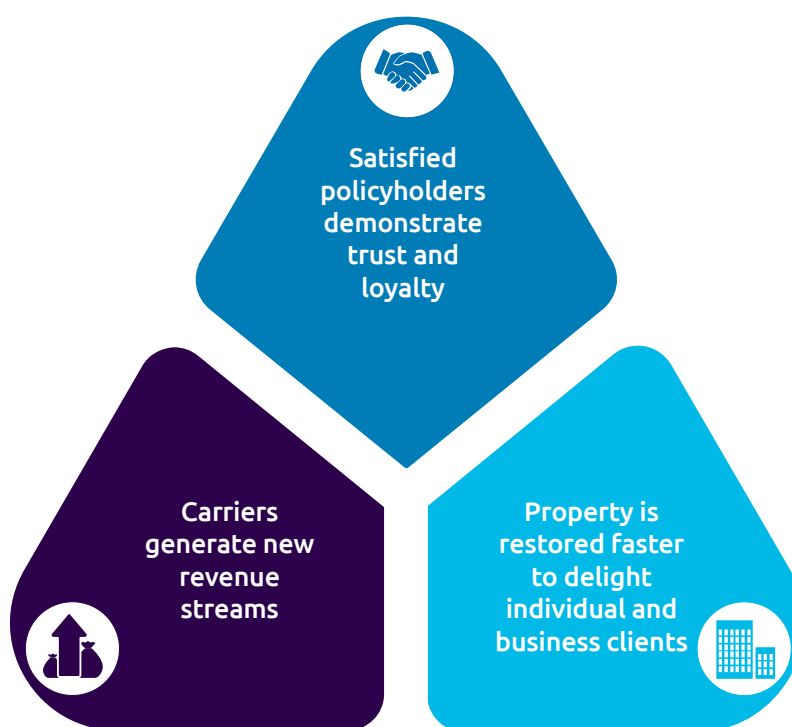 Satisfied
policyholders
demonstrate
trust and
loyalty
Carriers
generate new
revenue
streams
Property is
restored faster
to delight
individual and
business clients